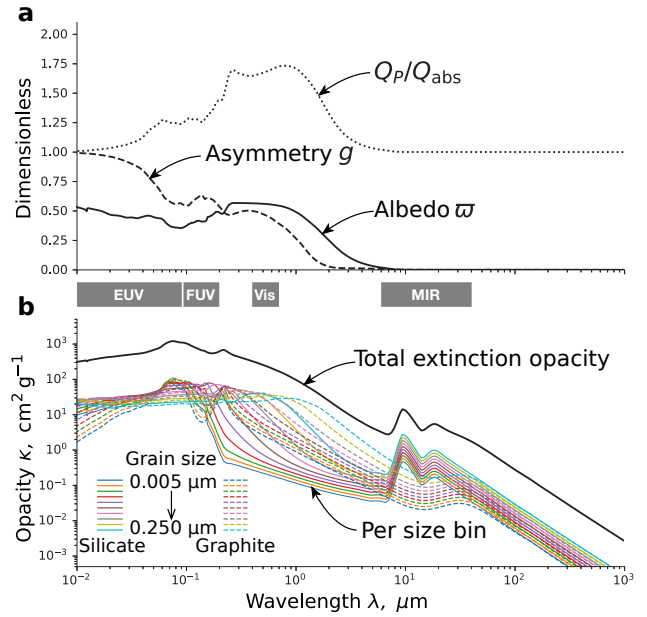 a
2.00
1.75
1.50
1.25
1.00
0.75
0.50
0.25
0.00
Dimensionless
Q_P/Q_abs
Asymmetry g
Albedo ϖ
EUV FUV Vis MIR
b
10³
10²
10¹
10⁰
10⁻¹
10⁻²
10⁻³
Opacity κ, cm² g⁻¹
Total extinction opacity
Grain size
0.005 μm
0.250 μm
Silicate Graphite
Per size bin
10⁻² 10⁻¹ 10⁰ 10¹ 10² 10³
Wavelength λ, μm